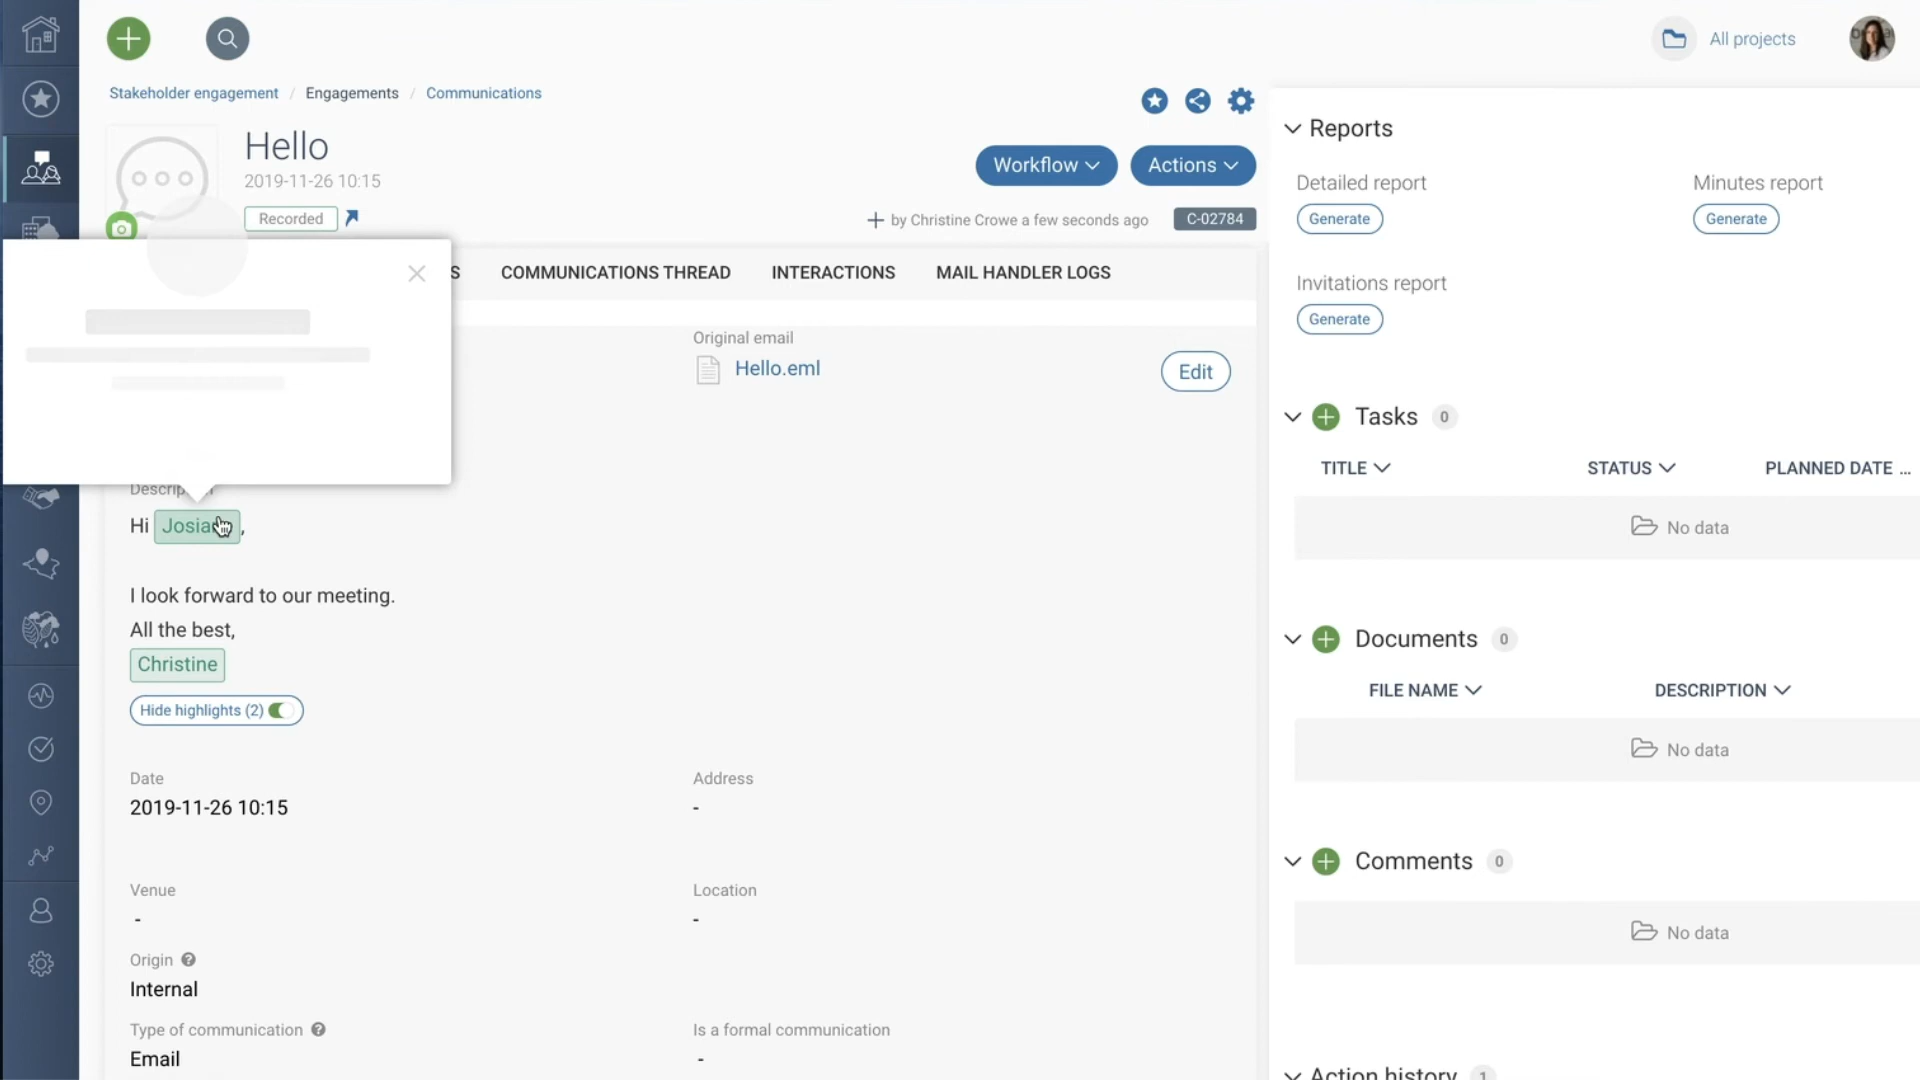 All projects
Stakeholder engagement / Engagements / Communications
Hello
2019-11-26 10:15
Recorded
Workflow
Actions
by Christine Crowe a few seconds ago
C-02784
S
COMMUNICATIONS THREAD
INTERACTIONS
MAIL HANDLER LOGS
Original email
Hello.eml
Edit
Hi
,
I look forward to our meeting.
All the best,
Christine
Hide highlights (2)
Date
2019-11-26 10:15
Address
-
Venue
-
Location
-
Origin ?
Internal
Type of communication ?
Email
Is a formal communication
-
Reports
Detailed report
Generate
Minutes report
Generate
Invitations report
Generate
Tasks 0
TITLE
STATUS
PLANNED DATE ...
No data
Documents 0
FILE NAME
DESCRIPTION
No data
Comments 0
No data
Action history 1